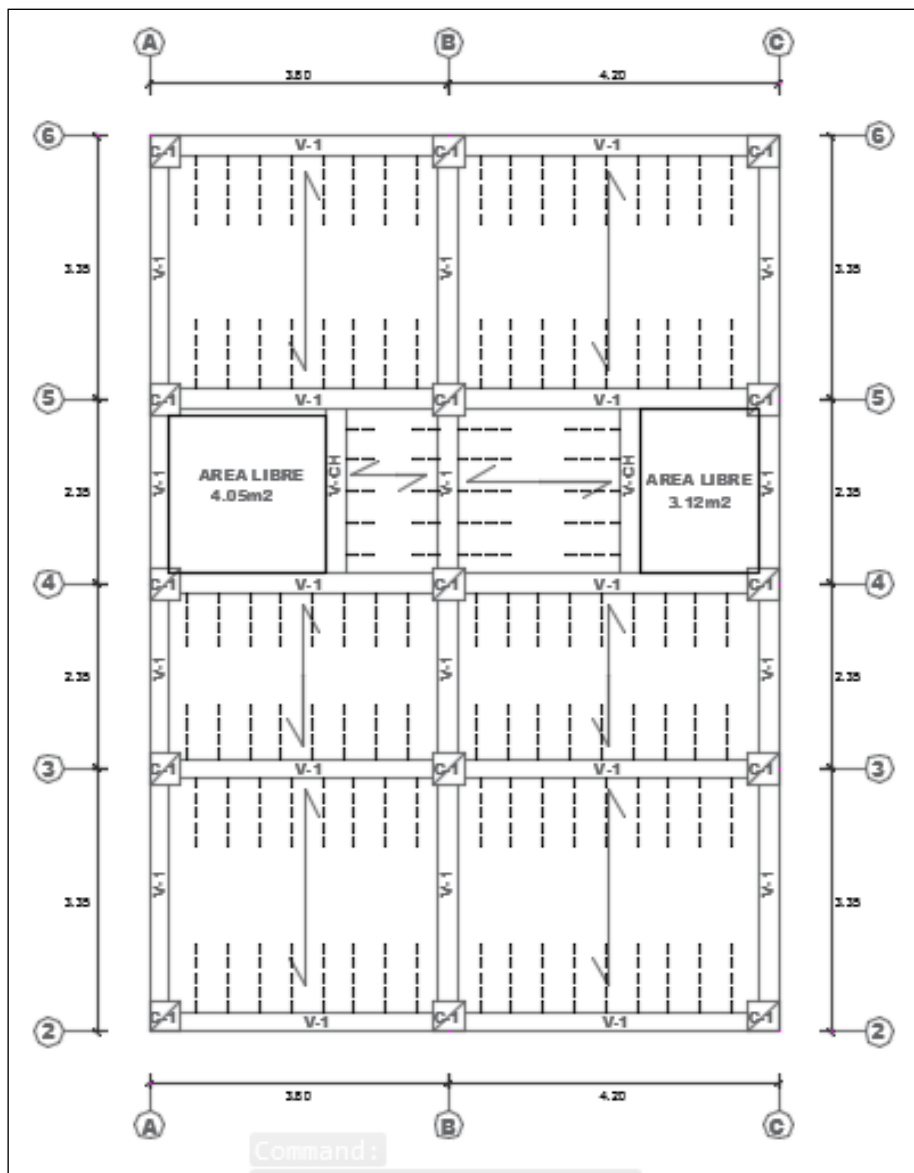 A B C
3.80 4.20
6 C-1 V-1 C-1 V-1 C-1 6
3.35 V-1 V-1 V-1 3.35
5 C-1 V-1 C-1 V-1 C-1 5
2.35 V-1 AREA LIBRE V-CH V-1 V-CH AREA LIBRE V-1 2.35
4.05m2 3.12m2
4 C-1 V-1 C-1 V-1 C-1 4
2.35 V-1 V-1 V-1 2.35
3 C-1 V-1 C-1 V-1 C-1 3
3.35 V-1 V-1 V-1 3.35
2 C-1 V-1 C-1 V-1 C-1 2
3.80 4.20
A B C
Command: